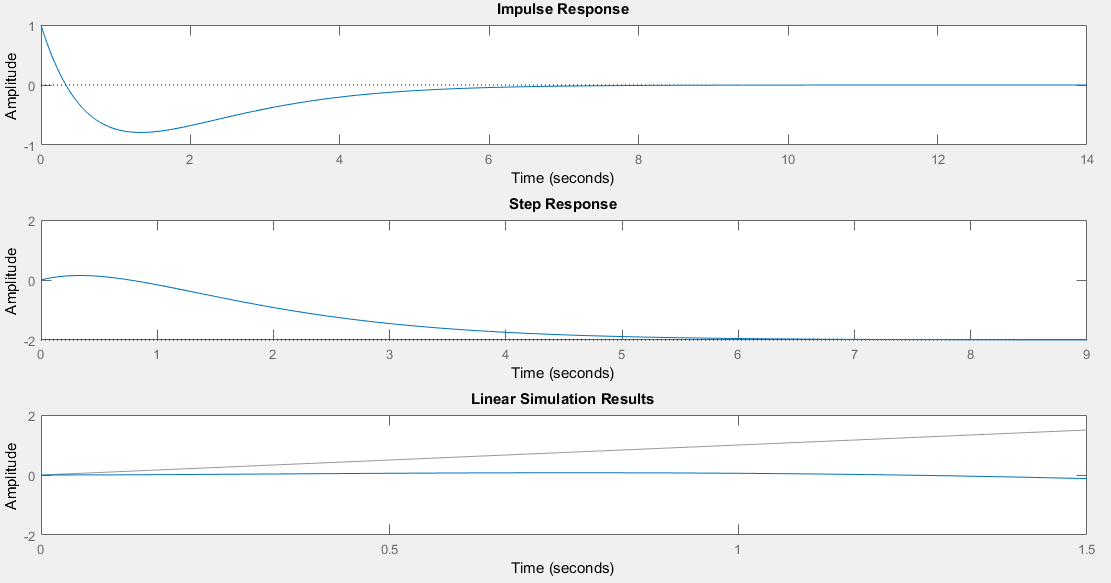 Impulse Response
1
0
-1
Amplitude
0 2 4 6 8 10 12 14
Time (seconds)
Step Response
2
0
-2
Amplitude
0 1 2 3 4 5 6 7 8 9
Time (seconds)
Linear Simulation Results
2
0
-2
Amplitude
0 0.5 1 1.5
Time (seconds)